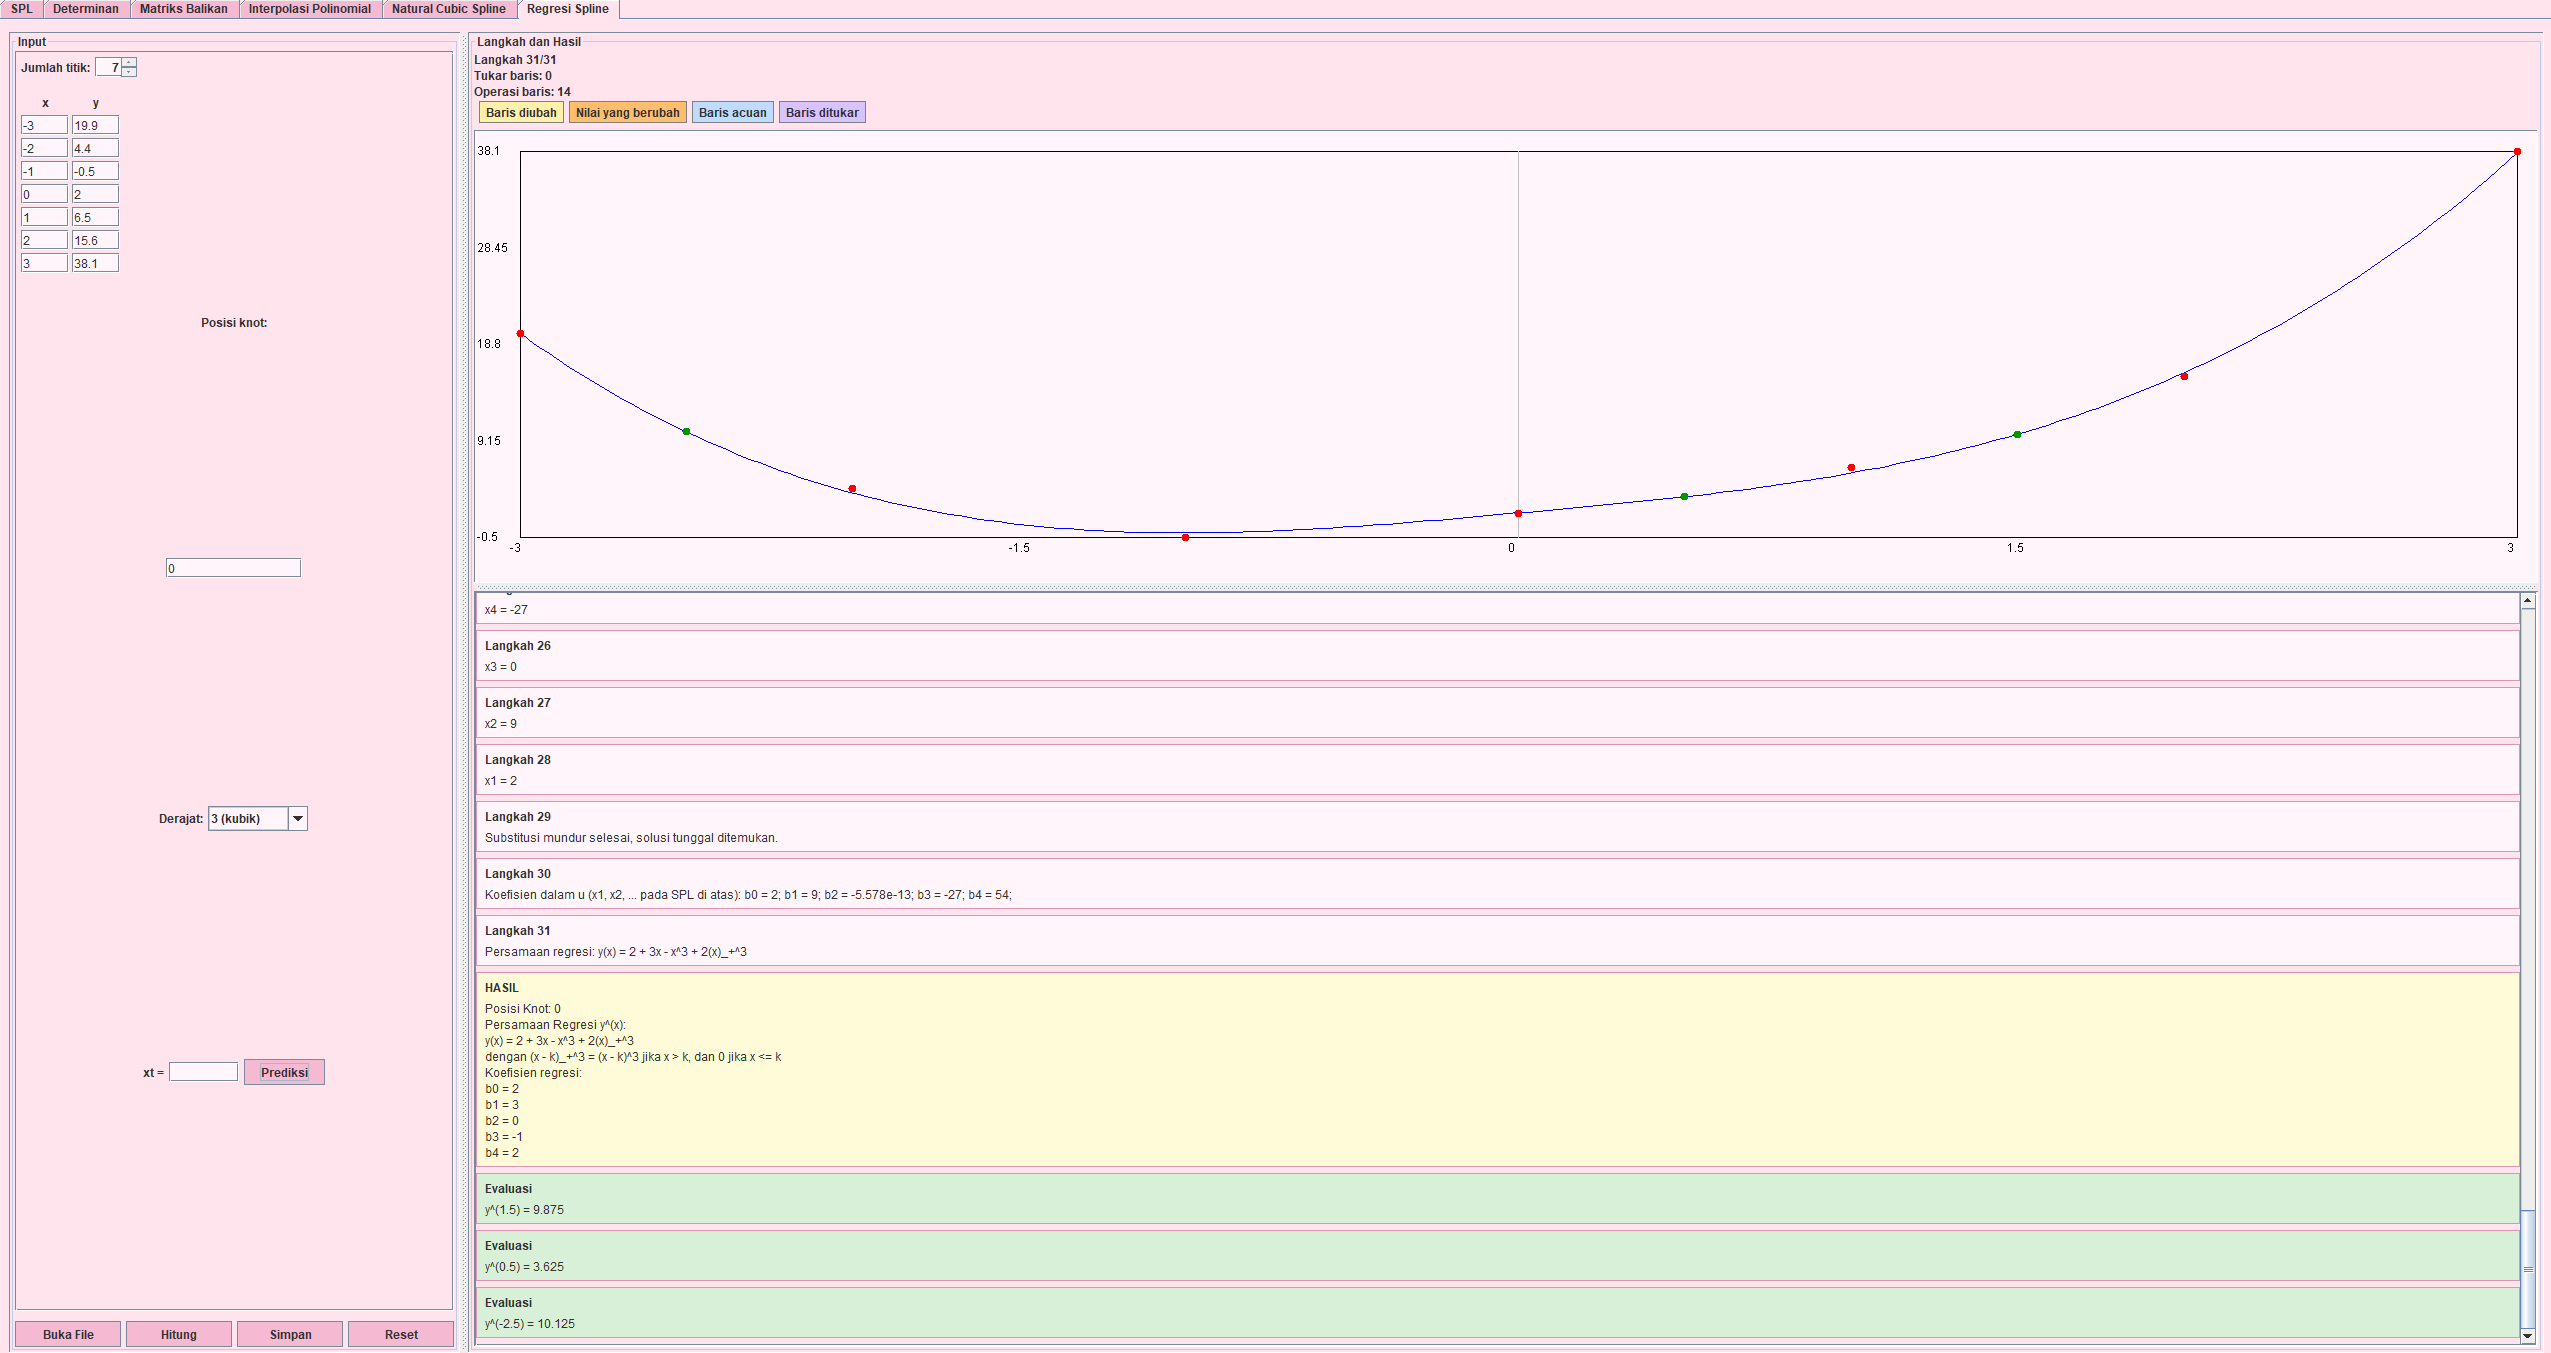 SPL Determinan Matriks Balikan Interpolasi Polinomial Natural Cubic Spline Regresi Spline
Input
Jumlah titik: 7
x y
-3 19.9
-2 4.4
-1 -0.5
0 2
1 6.5
2 15.6
3 38.1
Posisi knot:
0
Derajat: 3 (kubik)
xt = Prediksi
Buka File Hitung Simpan Reset
Langkah dan Hasil
Langkah 31/31
Tukar baris: 0
Operasi baris: 14
Baris diubah Nilai yang berubah Baris acuan Baris ditukar
38.1
28.45
18.8
9.15
-0.5
-3 -1.5 0 1.5 3
x4 = -27
Langkah 26
x3 = 0
Langkah 27
x2 = 9
Langkah 28
x1 = 2
Langkah 29
Substitusi mundur selesai, solusi tunggal ditemukan.
Langkah 30
Koefisien dalam u (x1, x2, ... pada SPL di atas): b0 = 2; b1 = 9; b2 = -5.578e-13; b3 = -27; b4 = 54;
Langkah 31
Persamaan regresi: y(x) = 2 + 3x - x^3 + 2(x)_+^3
HASIL
Posisi Knot: 0
Persamaan Regresi y^(x):
y(x) = 2 + 3x - x^3 + 2(x)_+^3
dengan (x - k)_+^3 = (x - k)^3 jika x > k, dan 0 jika x <= k
Koefisien regresi:
b0 = 2
b1 = 3
b2 = 0
b3 = -1
b4 = 2
Evaluasi
y^(1.5) = 9.875
Evaluasi
y^(0.5) = 3.625
Evaluasi
y^(-2.5) = 10.125